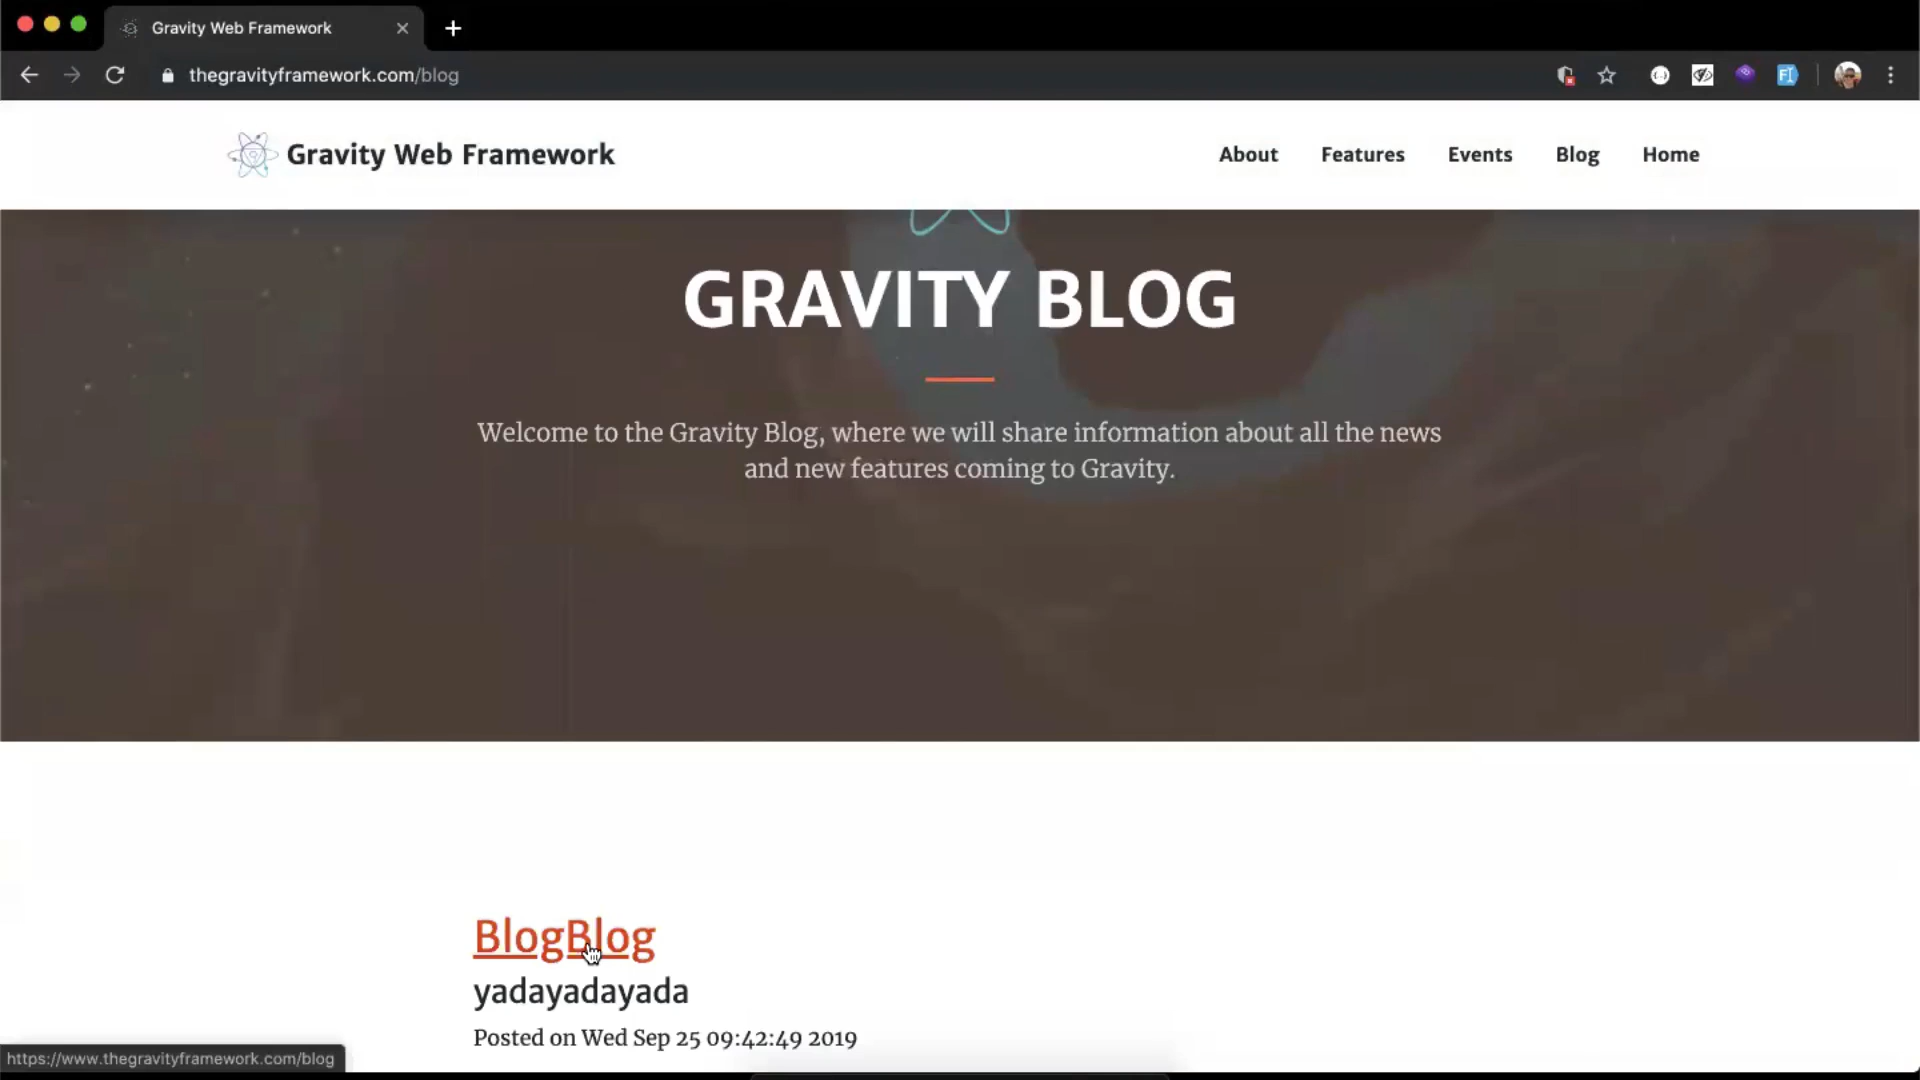 Gravity Web Framework
thegravityframework.com/blog
Gravity Web Framework
About Features Events Blog Home
GRAVITY BLOG
Welcome to the Gravity Blog, where we will share information about all the news
and new features coming to Gravity.
BlogBlog
yadayadayada
Posted on Wed Sep 25 09:42:49 2019
https://www.thegravityframework.com/blog